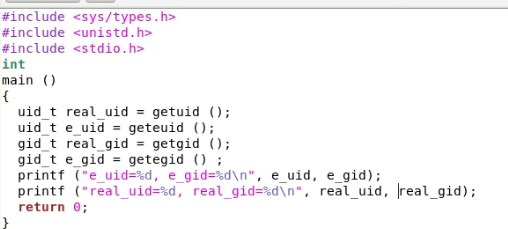 #include <sys/types.h>
#include <unistd.h>
#include <stdio.h>
int
main ()
{
  uid_t real_uid = getuid ();
  uid_t e_uid = geteuid ();
  gid_t real_gid = getgid ();
  gid_t e_gid = getegid () ;
  printf ("e_uid=%d, e_gid=%d\n", e_uid, e_gid);
  printf ("real_uid=%d, real_gid=%d\n", real_uid, real_gid);
  return 0;
}